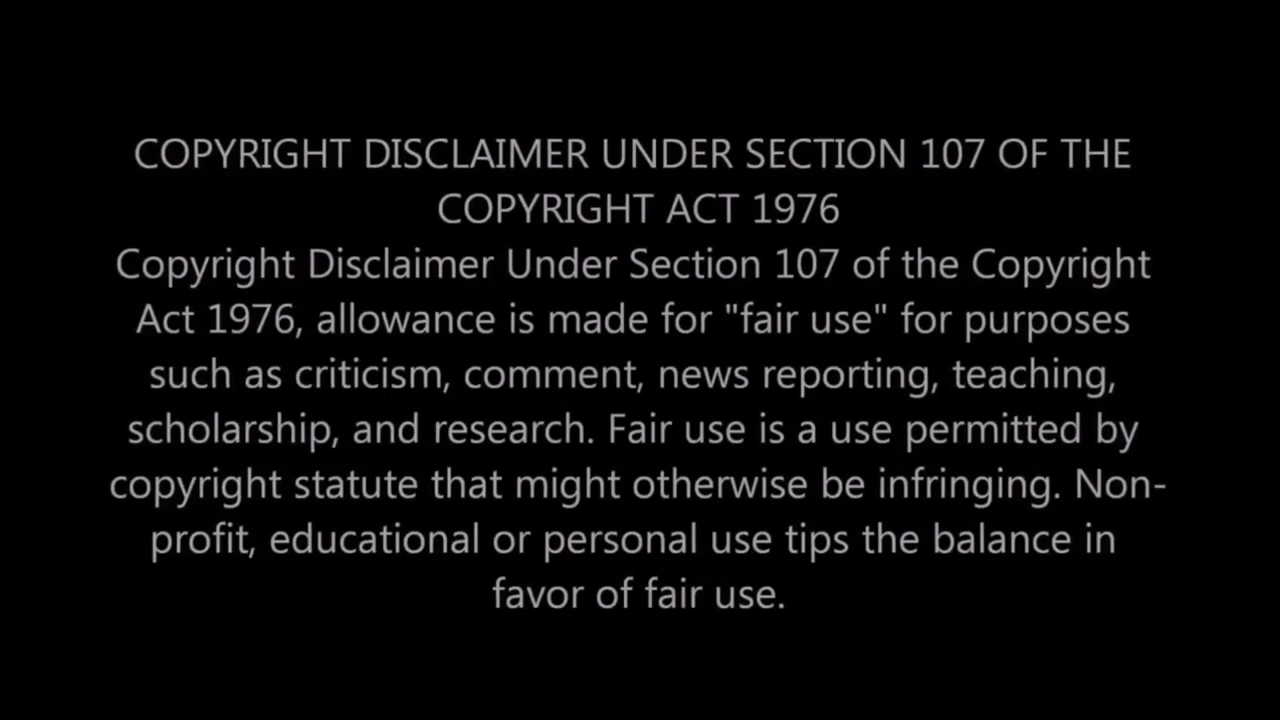 COPYRIGHT DISCLAIMER UNDER SECTION 107 OF THE
COPYRIGHT ACT 1976
Copyright Disclaimer Under Section 107 of the Copyright
Act 1976, allowance is made for "fair use" for purposes
such as criticism, comment, news reporting, teaching,
scholarship, and research. Fair use is a use permitted by
copyright statute that might otherwise be infringing. Non-
profit, educational or personal use tips the balance in
favor of fair use.